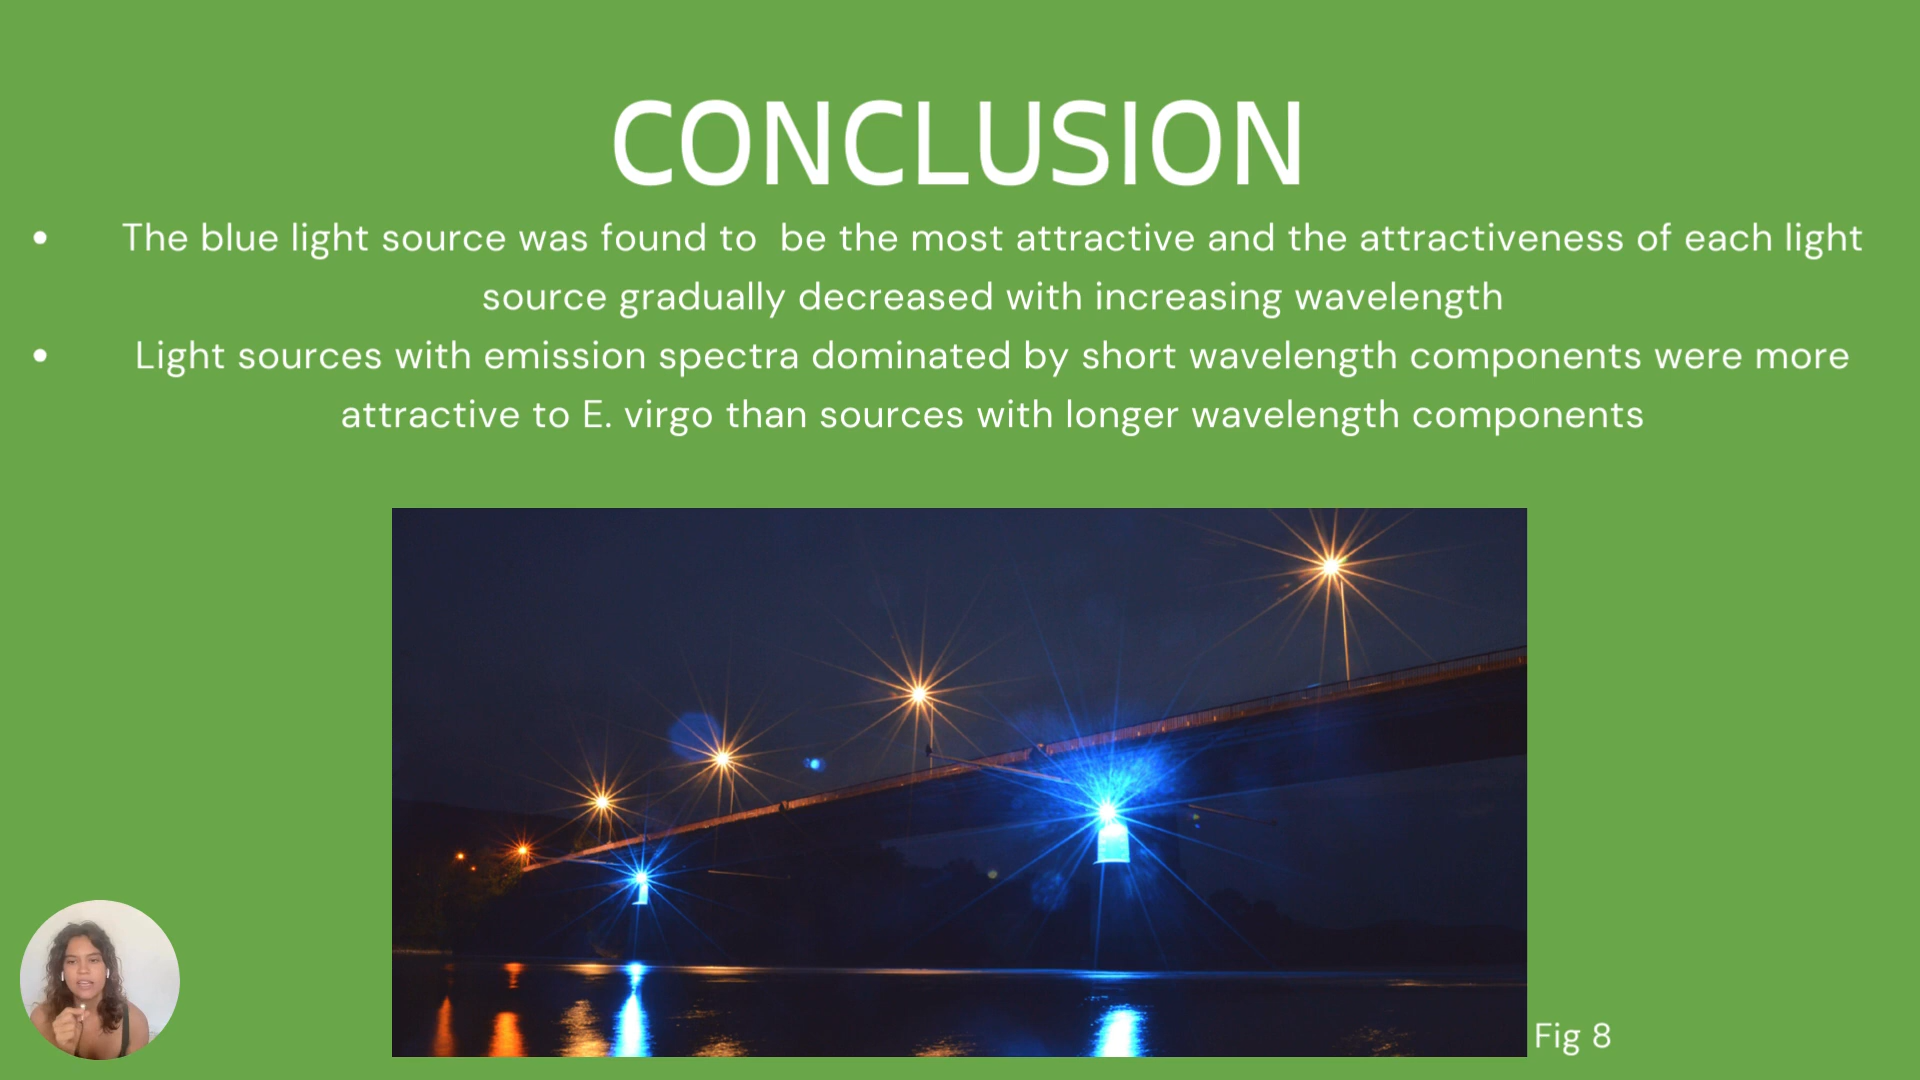 CONCLUSION
• The blue light source was found to  be the most attractive and the attractiveness of each light
source gradually decreased with increasing wavelength
• Light sources with emission spectra dominated by short wavelength components were more
attractive to E. virgo than sources with longer wavelength components
Fig 8